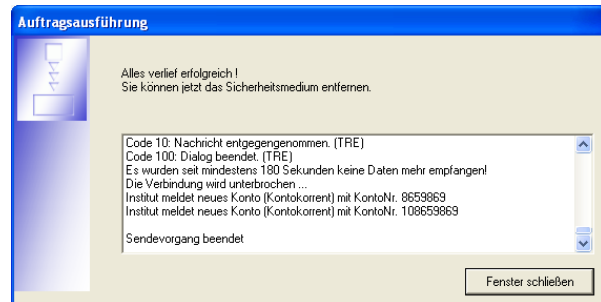 Auftragsausführung
Alles verlief erfolgreich !
Sie können jetzt das Sicherheitsmedium entfernen.
Code 10: Nachricht entgegengenommen. (TRE)
Code 100: Dialog beendet. (TRE)
Es wurden seit mindestens 180 Sekunden keine Daten mehr empfangen!
Die Verbindung wird unterbrochen ...
Institut meldet neues Konto (Kontokorrent) mit KontoNr. 8659869
Institut meldet neues Konto (Kontokorrent) mit KontoNr. 108659869
Sendevorgang beendet
Fenster schließen